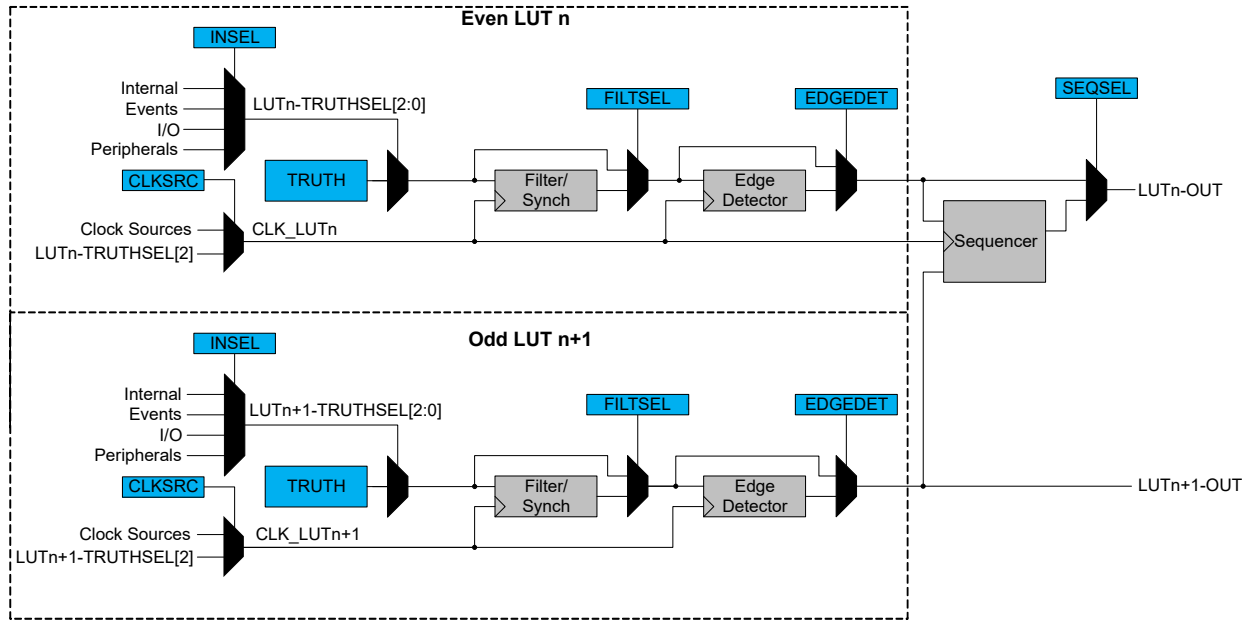 Even LUT n
INSEL
Internal
Events
I/O
Peripherals
LUTn-TRUTHSEL[2:0]
FILTSEL
EDGEDET
SEQSEL
CLKSRC
TRUTH
Filter/
Synch
Edge
Detector
LUTn-OUT
Clock Sources
LUTn-TRUTHSEL[2]
CLK_LUTn
Sequencer
Odd LUT n+1
INSEL
Internal
Events
I/O
Peripherals
LUTn+1-TRUTHSEL[2:0]
FILTSEL
EDGEDET
CLKSRC
TRUTH
Filter/
Synch
Edge
Detector
LUTn+1-OUT
Clock Sources
LUTn+1-TRUTHSEL[2]
CLK_LUTn+1